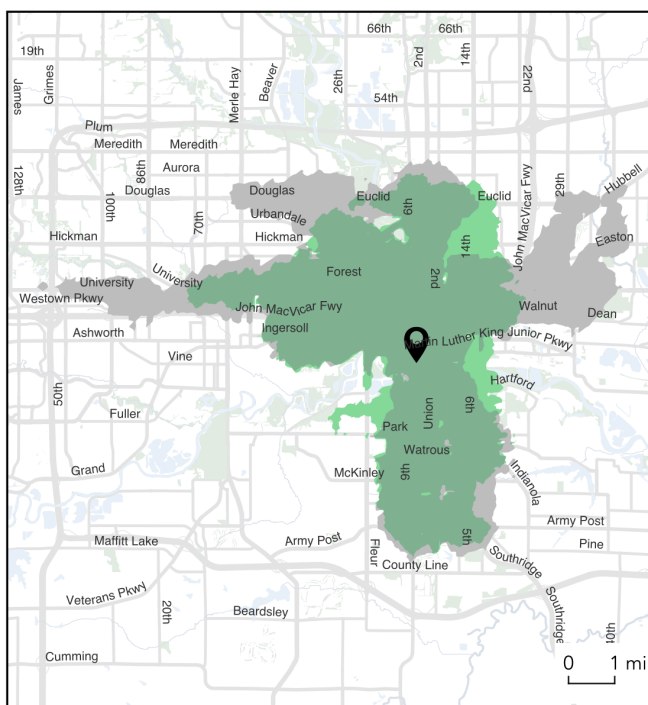 66th
66th
19th
2nd
14th
Grimes
James
Merle Hay
Beaver
26th
22nd
54th
Plum
Meredith
Meredith
86th
Aurora
128th
100th
Douglas
Douglas
Euclid
Euclid
29th
Hubbell
70th
Urbandale
6th
John MacVicar Fwy
Hickman
Hickman
14th
Easton
Forest
2nd
University
University
Westown Pkwy
John MacVicar Fwy
Walnut
Dean
Ashworth
Ingersoll
Martin Luther King Junior Pkwy
Vine
50th
Hartford
Fuller
Union
6th
Park
Watrous
Grand
McKinley
9th
Indianola
Maffitt Lake
Army Post
Army Post
Fleur
5th
Pine
County Line
Southridge
Veterans Pkwy
20th
Beardsley
Southridge
40th
Cumming
0 1 mi